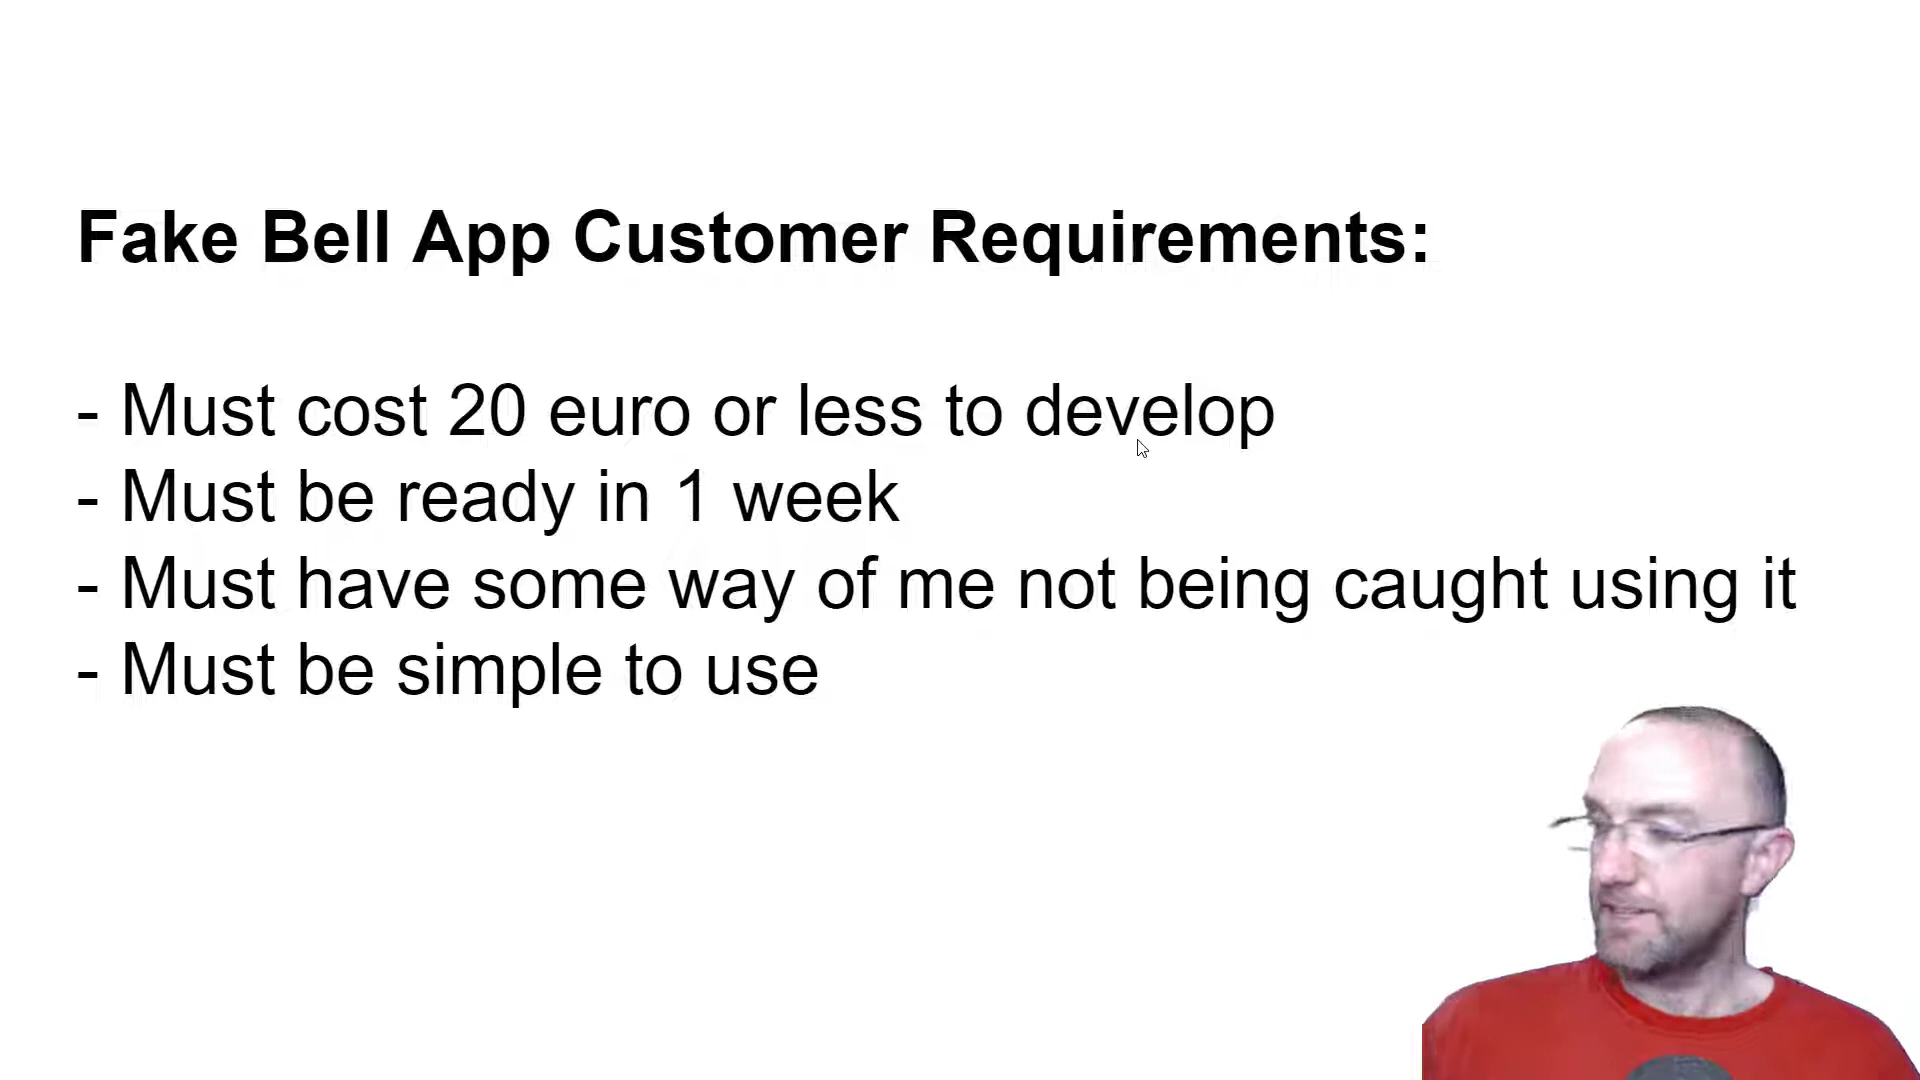 Fake Bell App Customer Requirements:
- Must cost 20 euro or less to develop
- Must be ready in 1 week
- Must have some way of me not being caught using it
- Must be simple to use